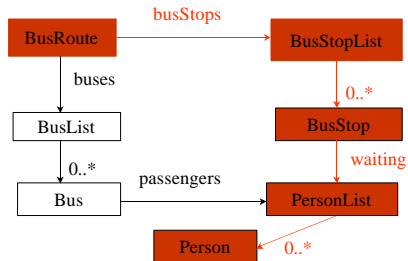 busStops
BusRoute
BusStopList
buses
0..*
BusList
BusStop
0..*
waiting
passengers
Bus
PersonList
Person
0..*